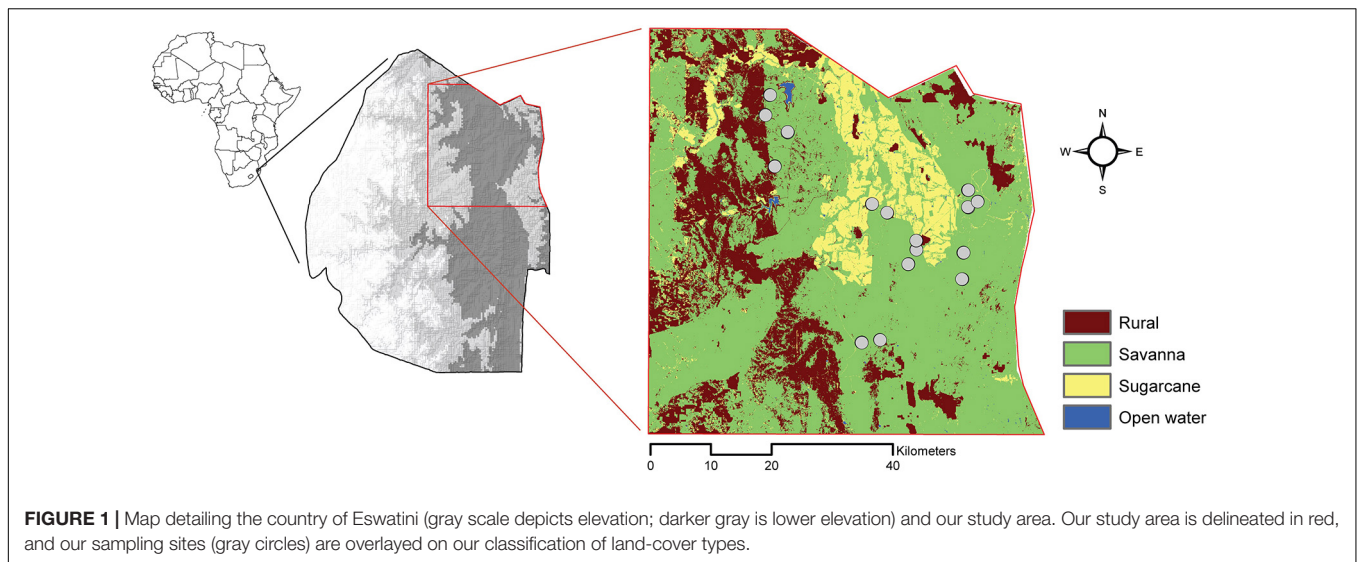 N
W E
S
Rural
Savanna
Sugarcane
Open water
Kilometers
0 10 20 40
FIGURE 1 | Map detailing the country of Eswatini (gray scale depicts elevation; darker gray is lower elevation) and our study area. Our study area is delineated in red,
and our sampling sites (gray circles) are overlayed on our classification of land-cover types.